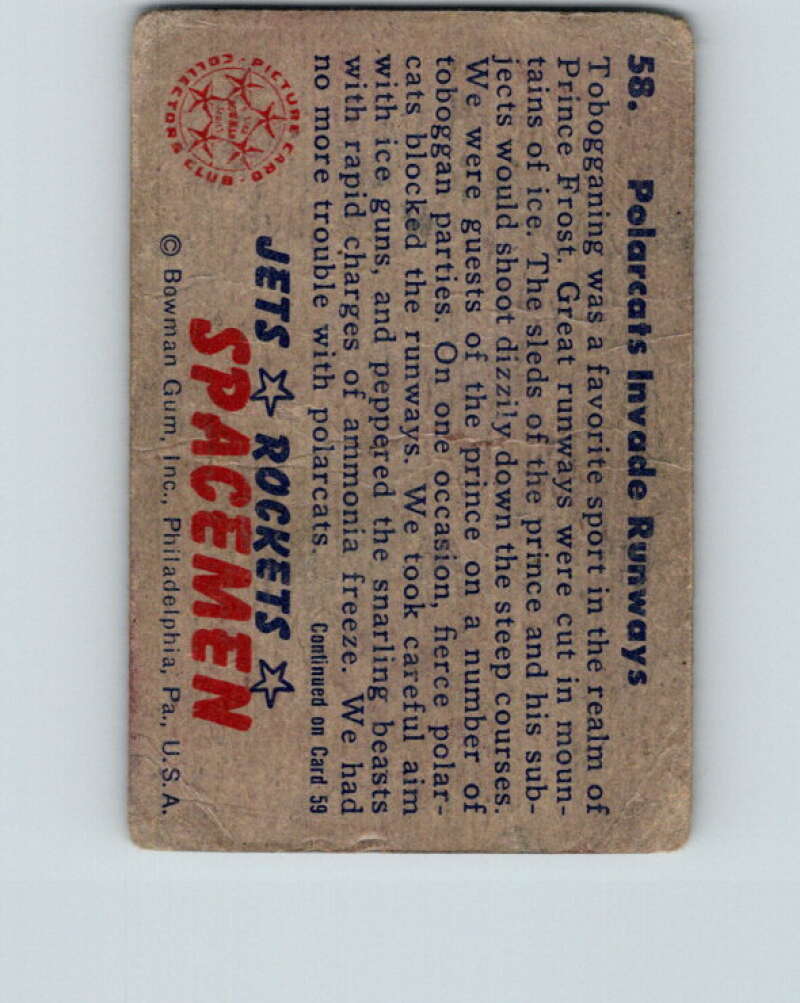 58. Polarcats Invade Runways
Tobogganing was a favorite sport in the realm of
Prince Frost. Great runways were cut in moun-
tains of ice. The sleds of the prince and his sub-
jects would shoot dizzily down the steep courses.
We were guests of the prince on a number of
toboggan parties. On one occasion, fierce polar-
cats blocked the runways. We took careful aim
with ice guns, and peppered the snarling beasts
with rapid charges of ammonia freeze. We had
no more trouble with polarcats. Continued on Card 59
PICTURE CARD COLLECTORS CLUB
JETS ROCKETS
SPACEMEN
© Bowman Gum, Inc., Philadelphia, Pa., U.S.A.